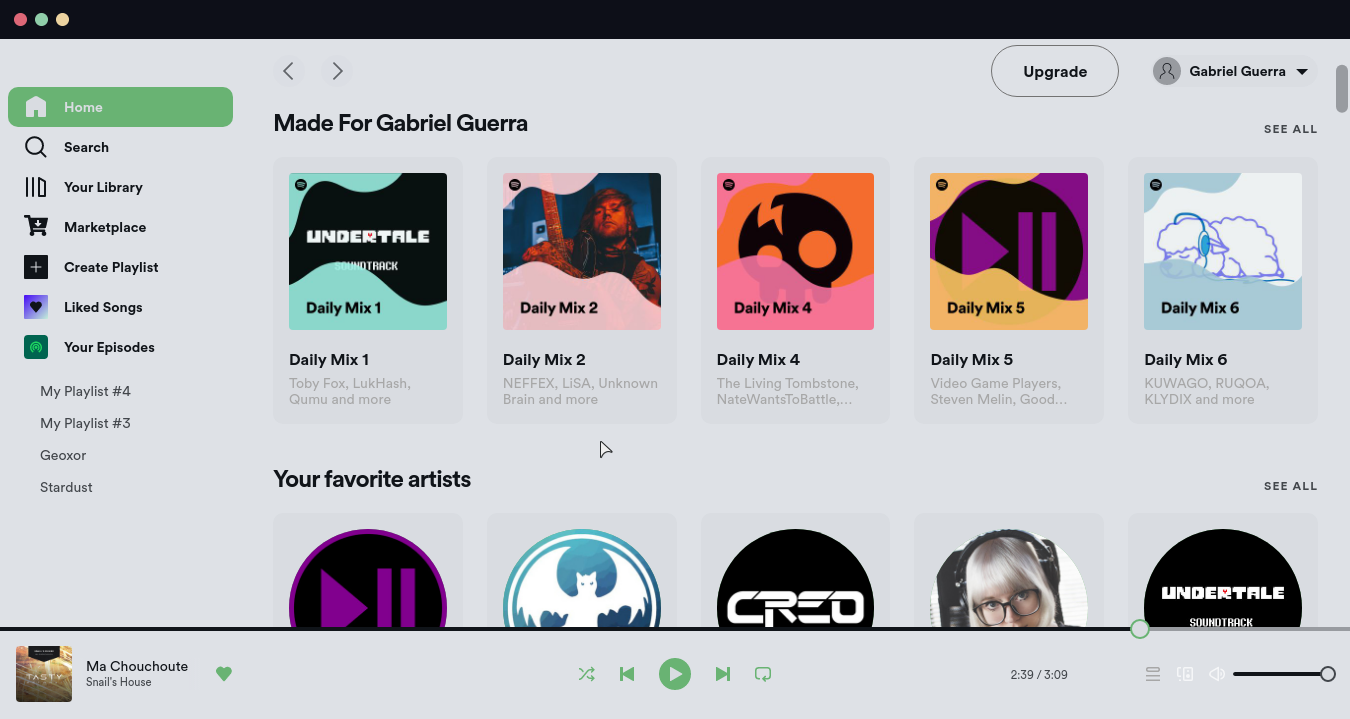 Upgrade
Gabriel Guerra
Home
Search
Your Library
Marketplace
Create Playlist
Liked Songs
Your Episodes
My Playlist #4
My Playlist #3
Geoxor
Stardust
Made For Gabriel Guerra
SEE ALL
UNDERTALE
SOUNDTRACK
Daily Mix 1
Daily Mix 2
Daily Mix 4
Daily Mix 5
Daily Mix 6
Daily Mix 1
Toby Fox, LukHash,
Qumu and more
Daily Mix 2
NEFFEX, LiSA, Unknown
Brain and more
Daily Mix 4
The Living Tombstone,
NateWantsToBattle,...
Daily Mix 5
Video Game Players,
Steven Melin, Good...
Daily Mix 6
KUWAGO, RUQOA,
KLYDIX and more
Your favorite artists
SEE ALL
CREO
UNDERTALE
SOUNDTRACK
TASTY
Ma Chouchoute
Snail's House
2:39 / 3:09